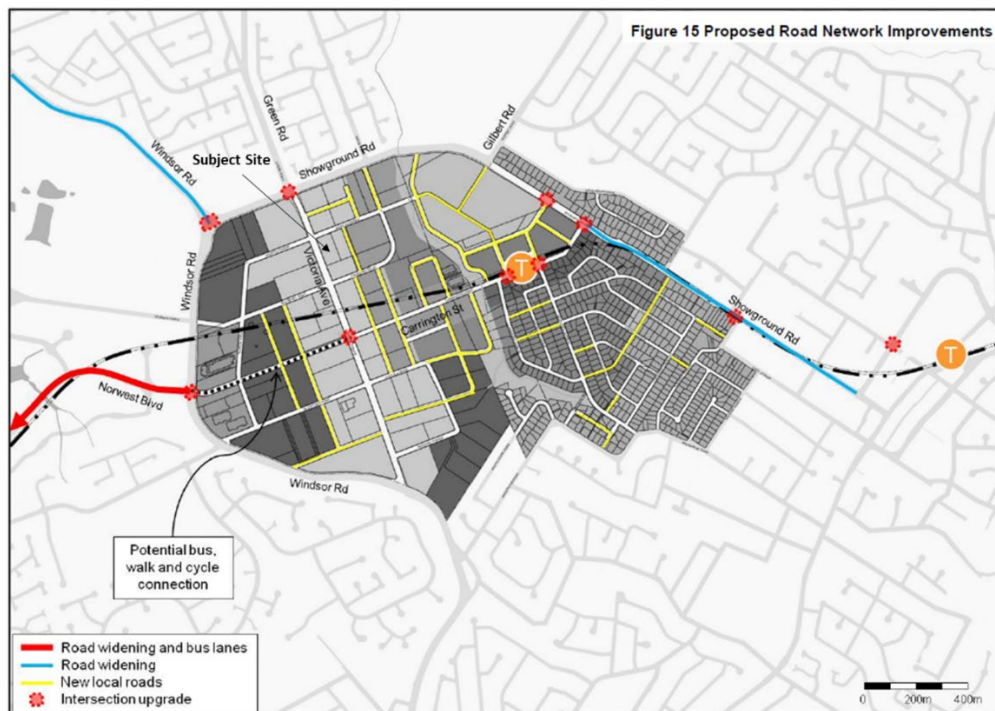 Figure 15 Proposed Road Network Improvements
Green Rd
Gilbert Rd
Windsor Rd
Subject Site
Showground Rd
Windsor Rd
Victoria Ave
T
Carrington St
Showground Rd
T
Norwest Blvd
Windsor Rd
Potential bus,
walk and cycle
connection
Road widening and bus lanes
Road widening
New local roads
Intersection upgrade
0
200m
400m